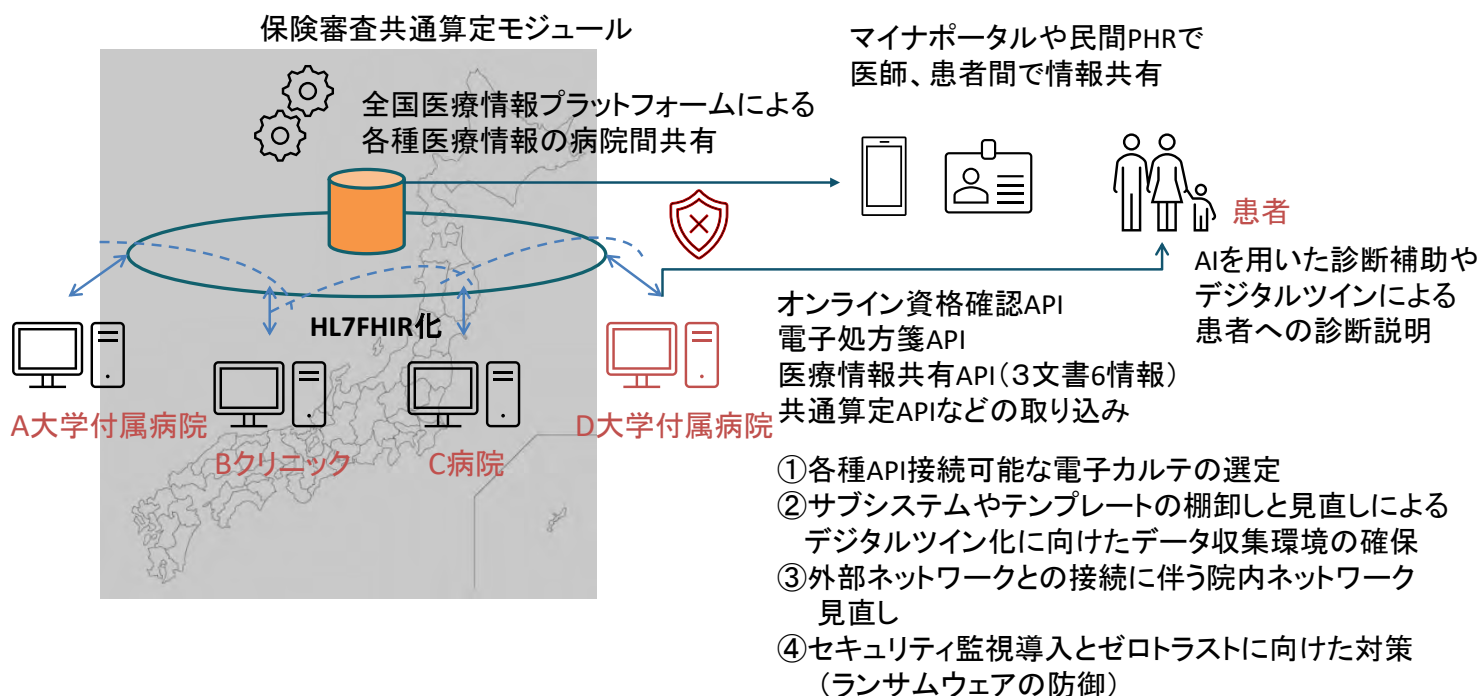 保険審査共通算定モジュール
マイナポータルや民間PHRで
医師、患者間で情報共有
全国医療情報プラットフォームによる
各種医療情報の病院間共有
患者
AIを用いた診断補助や
デジタルツインによる
患者への診断説明
HL7FHIR化
オンライン資格確認API
電子処方箋API
医療情報共有API（３文書6情報）
共通算定APIなどの取り込み
A大学付属病院
Bクリニック
C病院
D大学付属病院
①各種API接続可能な電子カルテの選定
②サブシステムやテンプレートの棚卸しと見直しによる
デジタルツイン化に向けたデータ収集環境の確保
③外部ネットワークとの接続に伴う院内ネットワーク
見直し
④セキュリティ監視導入とゼロトラストに向けた対策
（ランサムウェアの防御）